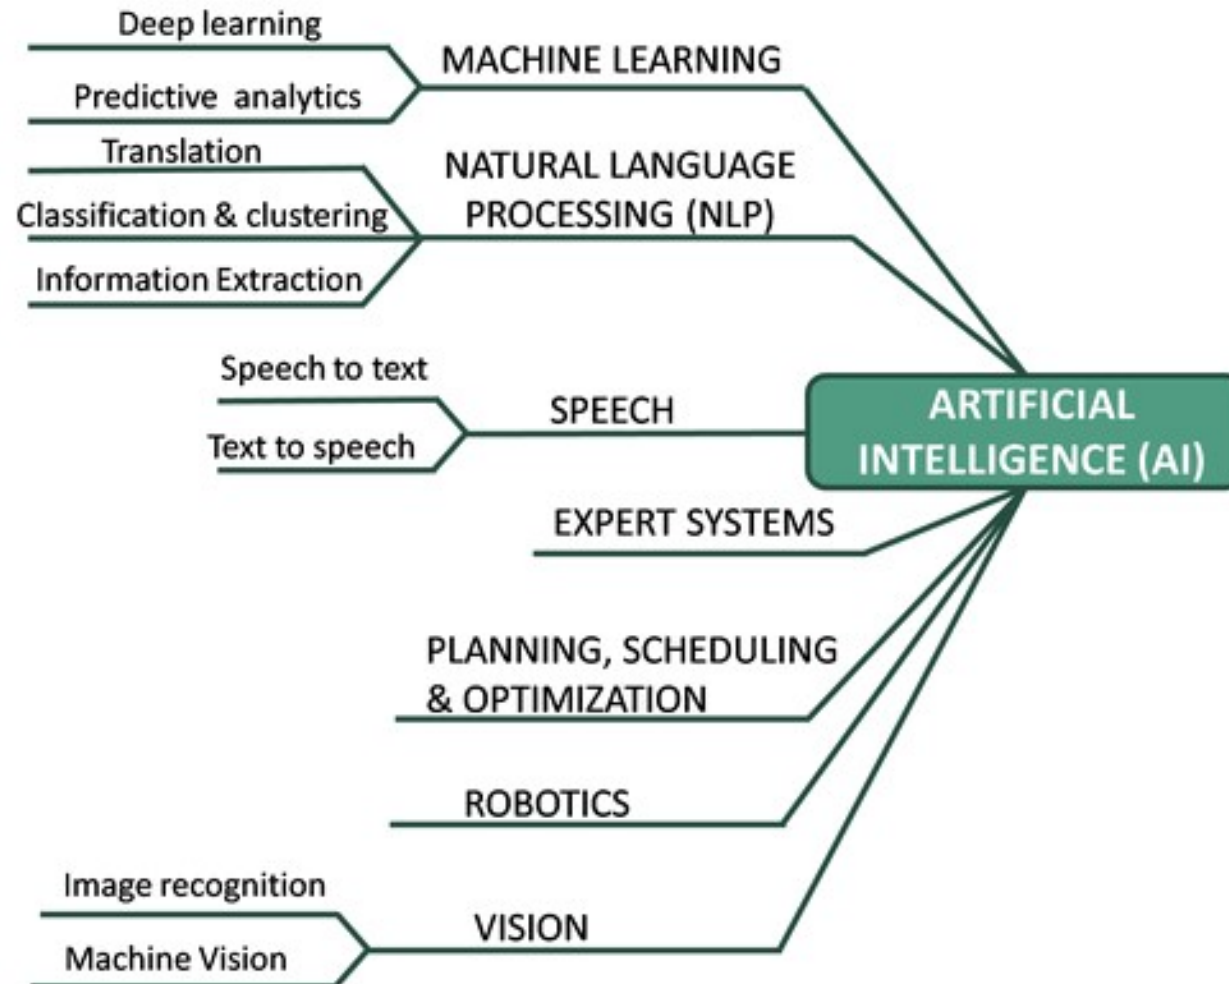 Deep learning
MACHINE LEARNING
Predictive analytics
Translation
NATURAL LANGUAGE
PROCESSING (NLP)
Classification & clustering
Information Extraction
Speech to text
SPEECH
Text to speech
ARTIFICIAL
INTELLIGENCE (AI)
EXPERT SYSTEMS
PLANNING, SCHEDULING
& OPTIMIZATION
ROBOTICS
Image recognition
VISION
Machine Vision